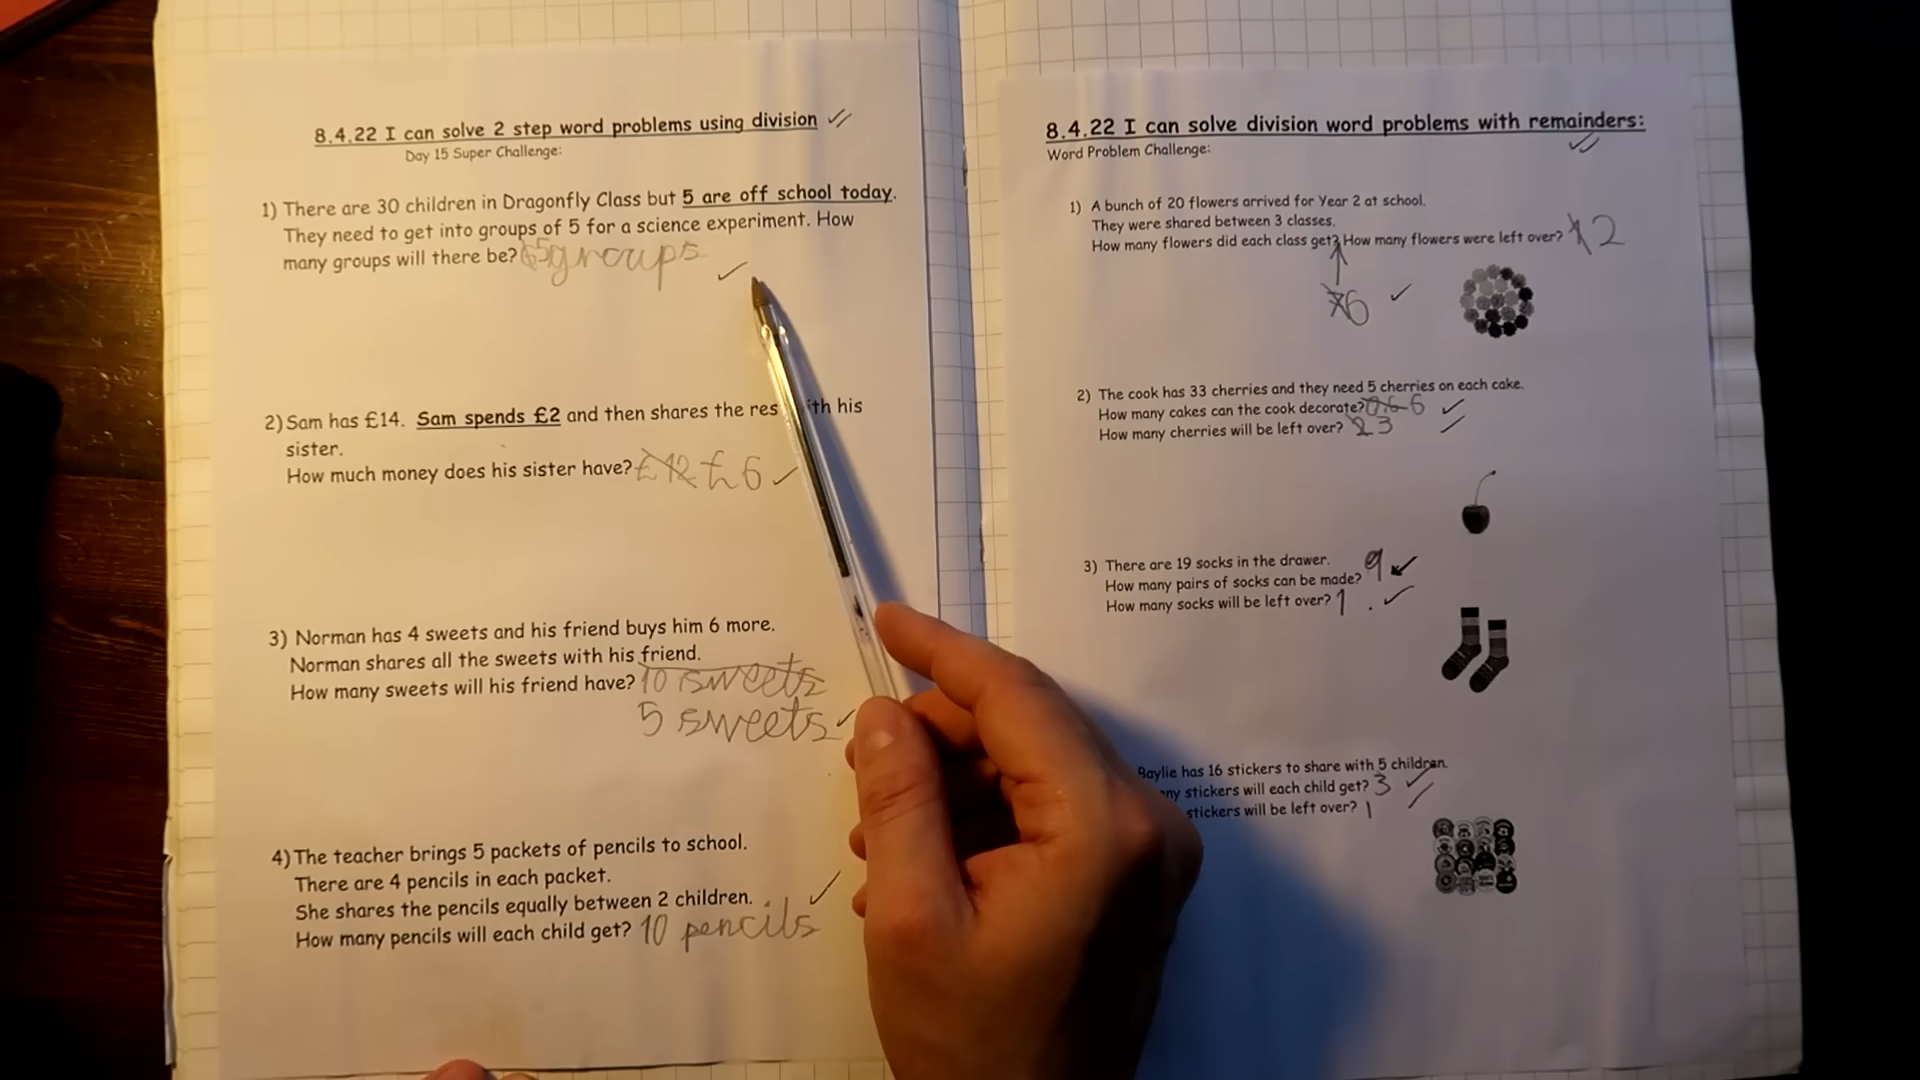 8.4.22 I can solve 2 step word problems using division
Day 15 Super Challenge:
1) There are 30 children in Dragonfly Class but 5 are off school today.
They need to get into groups of 5 for a science experiment. How
many groups will there be? 5 groups
2) Sam has £14. Sam spends £2 and then shares the res ith his
sister.
How much money does his sister have? £12 £6
3) Norman has 4 sweets and his friend buys him 6 more.
Norman shares all the sweets with his friend.
How many sweets will his friend have? 10 sweets
5 sweets
4) The teacher brings 5 packets of pencils to school.
There are 4 pencils in each packet.
She shares the pencils equally between 2 children.
How many pencils will each child get? 10 pencils
8.4.22 I can solve division word problems with remainders:
Word Problem Challenge:
1) A bunch of 20 flowers arrived for Year 2 at school.
They were shared between 3 classes.
How many flowers did each class get? How many flowers were left over? 2
6
2) The cook has 33 cherries and they need 5 cherries on each cake.
How many cakes can the cook decorate? 6
How many cherries will be left over? 3
3) There are 19 socks in the drawer.
How many pairs of socks can be made? 9
How many socks will be left over? 1
Baylie has 16 stickers to share with 5 children.
ny stickers will each child get? 3
stickers will be left over? 1